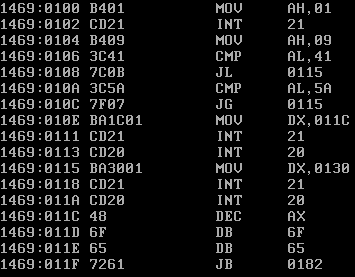 1469:0100 B401 MOV AH,01
1469:0102 CD21 INT 21
1469:0104 B409 MOV AH,09
1469:0106 3C41 CMP AL,41
1469:0108 7C0B JL 0115
1469:010A 3C5A CMP AL,5A
1469:010C 7F07 JG 0115
1469:010E BA1C01 MOV DX,011C
1469:0111 CD21 INT 21
1469:0113 CD20 INT 20
1469:0115 BA3001 MOV DX,0130
1469:0118 CD21 INT 21
1469:011A CD20 INT 20
1469:011C 48 DEC AX
1469:011D 6F DB 6F
1469:011E 65 DB 65
1469:011F 7261 JB 0182